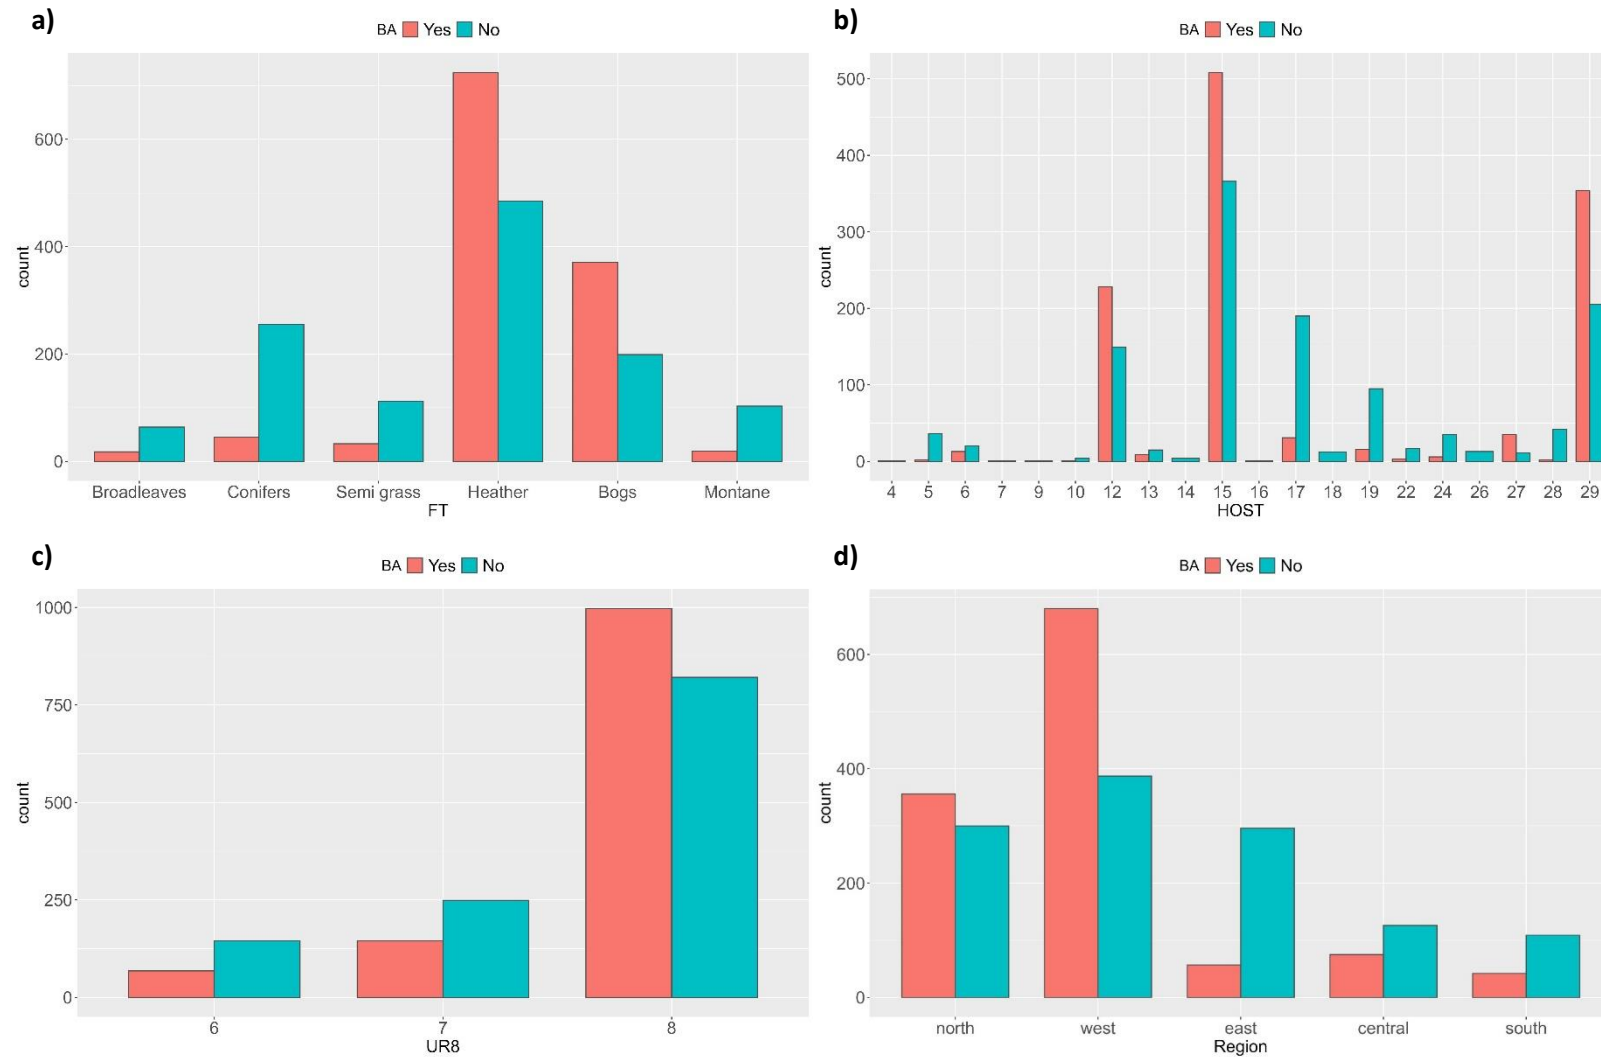 a)
BA Yes No
600
400
200
0
count
Broadleaves Conifers Semi grass Heather Bogs Montane
FT
b)
BA Yes No
500
400
300
200
100
0
count
4 5 6 7 9 10 12 13 14 15 16 17 18 19 22 24 26 27 28 29
HOST
c)
BA Yes No
1000
750
500
250
0
count
6 7 8
UR8
d)
BA Yes No
600
400
200
0
count
north west east central south
Region